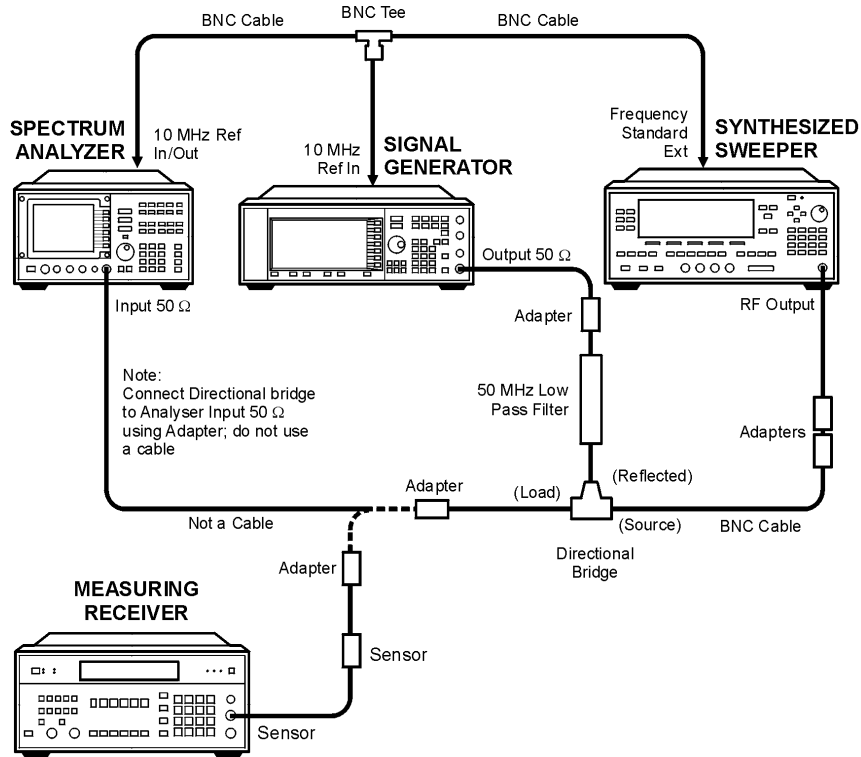 BNC Cable
BNC Tee
BNC Cable
SPECTRUM
ANALYZER
10 MHz Ref
In/Out
10 MHz
Ref In
SIGNAL
GENERATOR
Frequency
Standard
Ext
SYNTHESIZED
SWEEPER
Input 50 Ω
Output 50 Ω
RF Output
Adapter
Note:
Connect Directional bridge
to Analyser Input 50 Ω
using Adapter; do not use
a cable
50 MHz Low
Pass Filter
Adapters
Adapter
(Load)
(Reflected)
Not a Cable
(Source)
BNC Cable
Directional
Bridge
Adapter
MEASURING
RECEIVER
Sensor
Sensor